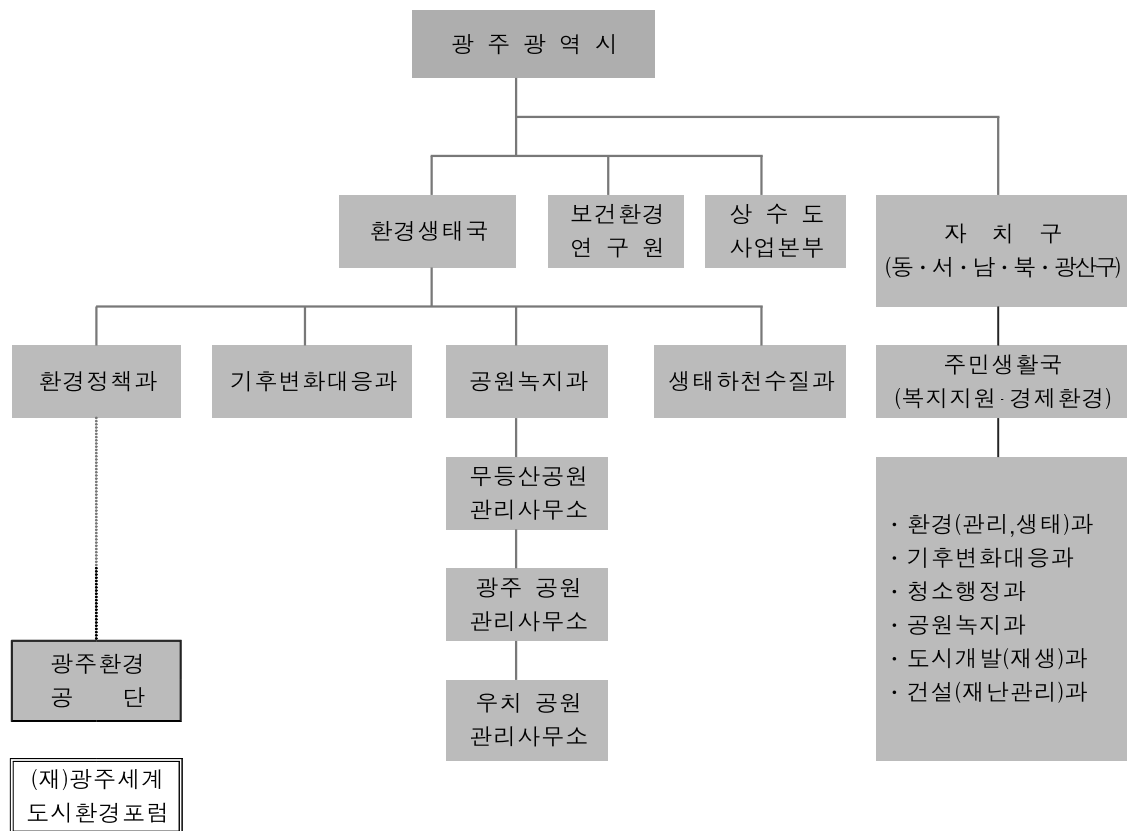 광 주 광 역 시
환경생태국
보건환경
연 구 원
상 수 도
사업본부
자 치 구
(동·서·남·북·광산구)
환경정책과
기후변화대응과
공원녹지과
생태하천수질과
주민생활국
(복지지원·경제환경)
무등산공원
관리사무소
광주 공원
관리사무소
우치 공원
관리사무소
· 환경(관리,생태)과
· 기후변화대응과
· 청소행정과
· 공원녹지과
· 도시개발(재생)과
· 건설(재난관리)과
광주환경
공 단
(재)광주세계
도시환경포럼